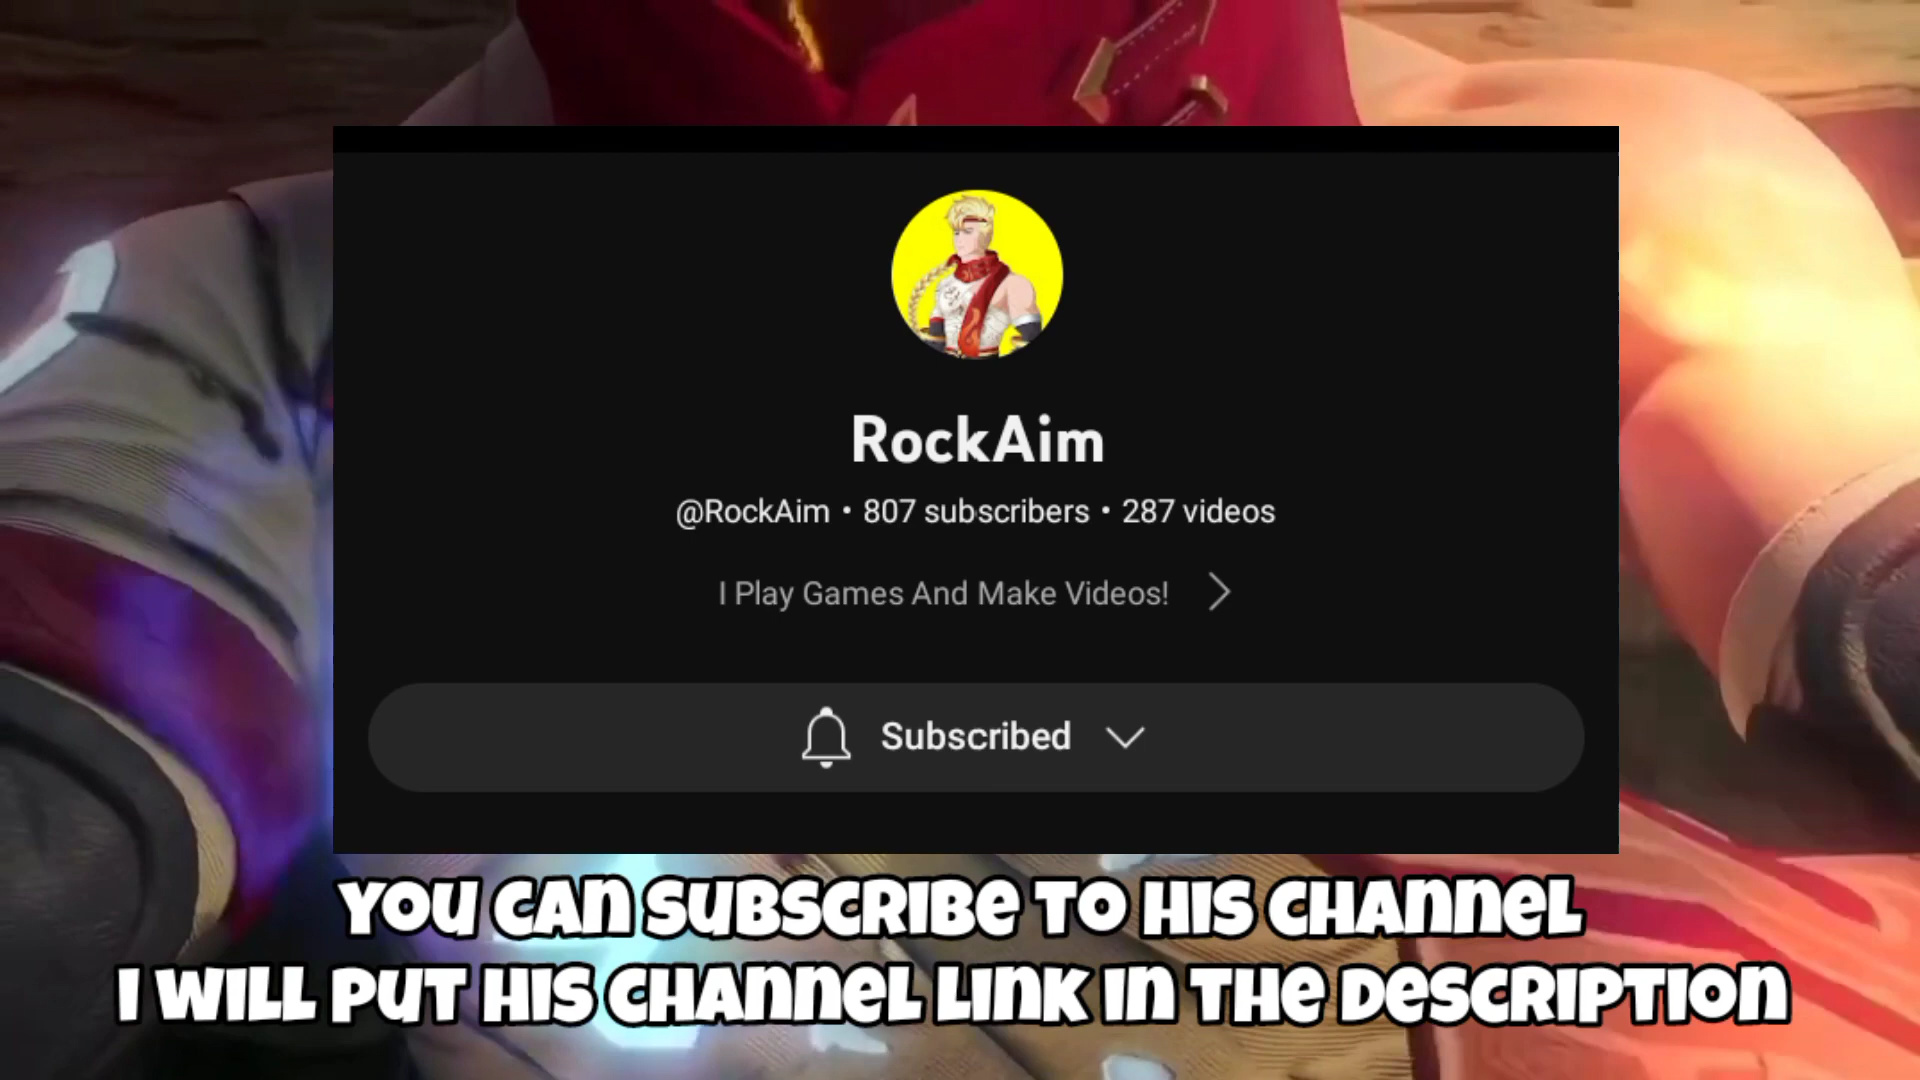 RockAim
@RockAim • 807 subscribers • 287 videos
I Play Games And Make Videos!
Subscribed
YOU CAN SUBSCRIBE TO HIS CHANNEL
I WILL PUT HIS CHANNEL LINK IN THE DESCRIPTION